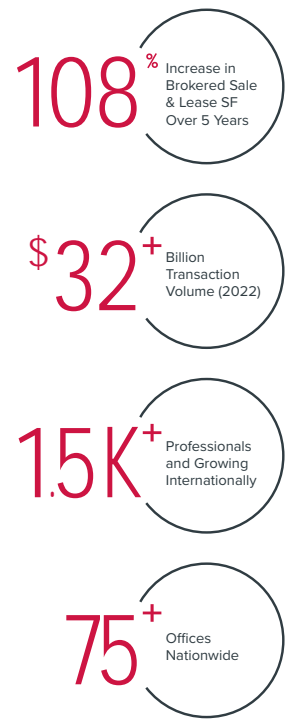 108%
Increase in
Brokered Sale
& Lease SF
Over 5 Years
$32+
Billion
Transaction
Volume (2022)
1.5K+
Professionals
and Growing
Internationally
75+
Offices
Nationwide